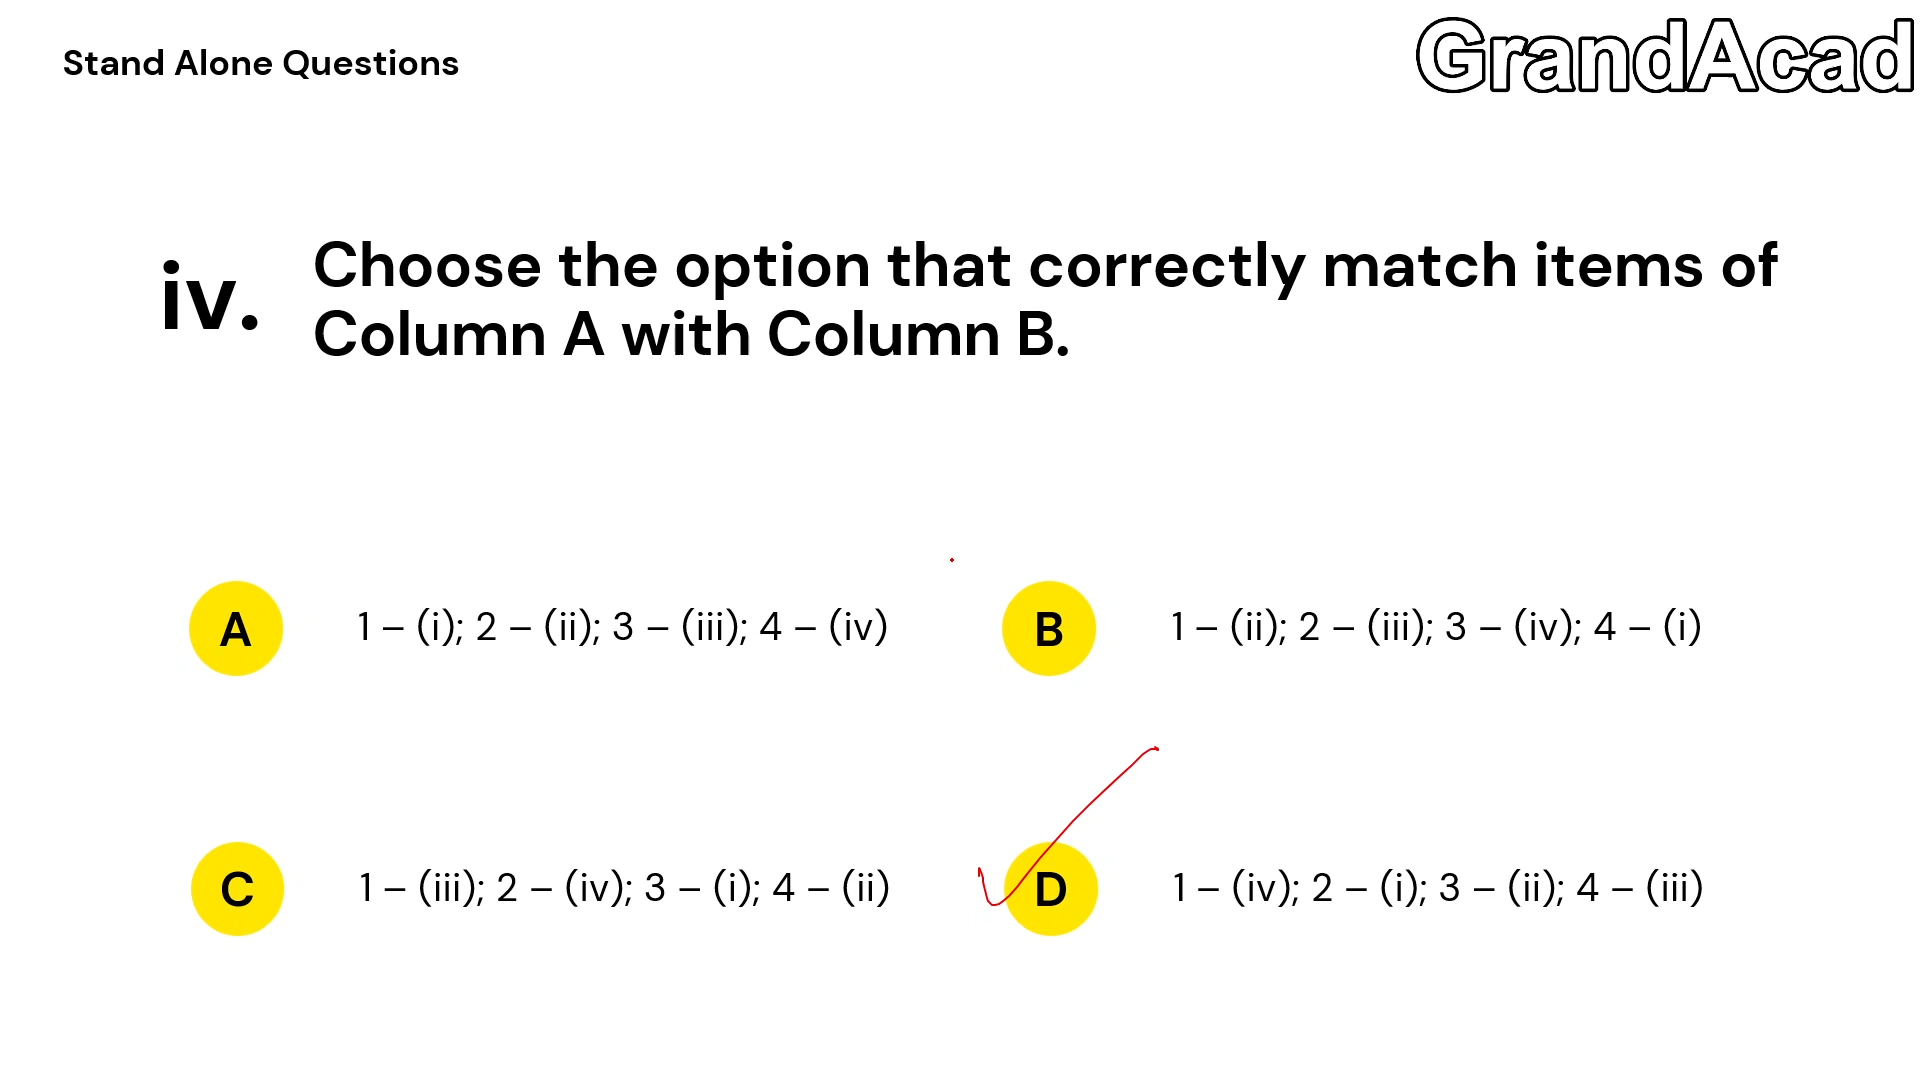 Stand Alone Questions
GrandAcad
iv.
Choose the option that correctly match items of
Column A with Column B.
A
1 – (i); 2 – (ii); 3 – (iii); 4 – (iv)
B
1 – (ii); 2 – (iii); 3 – (iv); 4 – (i)
C
1 – (iii); 2 – (iv); 3 – (i); 4 – (ii)
D
1 – (iv); 2 – (i); 3 – (ii); 4 – (iii)